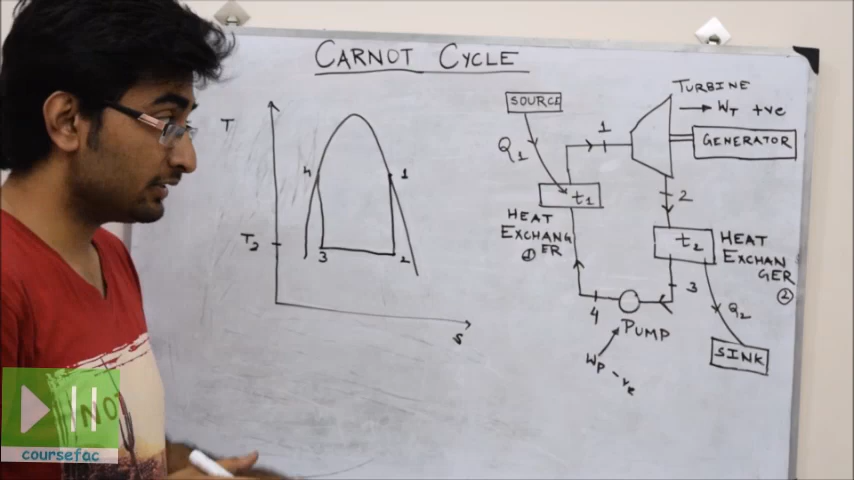 CARNOT CYCLE
T
4
1
T2
3
2
S
SOURCE
Q1
1
TURBINE
WT +ve
GENERATOR
t1
2
HEAT
EXCHANG
ER
①
t2
HEAT
EXCHAN
GER
②
3
4
PUMP
Q2
SINK
WP -ve
NOT
coursefac